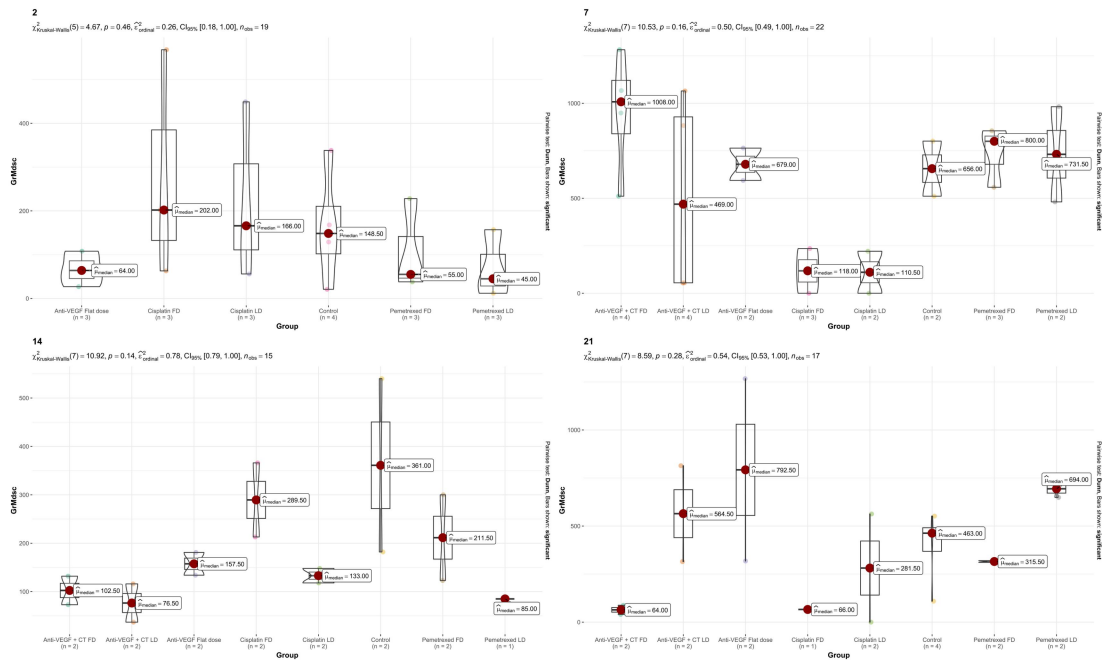 2
χ²Kruskal-Wallis(5) = 4.67, p = 0.46, ε̂²ordinal = 0.26, CI95% [0.18, 1.00], nobs = 19
GrMdsc
400
200
0
μ̂median = 64.00
μ̂median = 202.00
μ̂median = 166.00
μ̂median = 148.50
μ̂median = 55.00
μ̂median = 45.00
Pairwise test: Dunn, Bars shown: significant
Anti-VEGF Flat dose Cisplatin FD Cisplatin LD Control Pemetrexed FD Pemetrexed LD
(n = 3) (n = 3) (n = 3) (n = 4) (n = 3) (n = 3)
Group
7
χ²Kruskal-Wallis(7) = 10.53, p = 0.16, ε̂²ordinal = 0.50, CI95% [0.49, 1.00], nobs = 22
GrMdsc
1000
500
0
μ̂median = 1008.00
μ̂median = 469.00
μ̂median = 679.00
μ̂median = 118.00
μ̂median = 110.50
μ̂median = 656.00
μ̂median = 800.00
μ̂median = 731.50
Pairwise test: Dunn, Bars shown: significant
Anti-VEGF + CT FD Anti-VEGF + CT LD Anti-VEGF Flat dose Cisplatin FD Cisplatin LD Control Pemetrexed FD Pemetrexed LD
(n = 4) (n = 4) (n = 2) (n = 3) (n = 2) (n = 2) (n = 3) (n = 2)
Group
14
χ²Kruskal-Wallis(7) = 10.92, p = 0.14, ε̂²ordinal = 0.78, CI95% [0.79, 1.00], nobs = 15
GrMdsc
500
400
300
200
100
μ̂median = 102.50
μ̂median = 76.50
μ̂median = 157.50
μ̂median = 289.50
μ̂median = 133.00
μ̂median = 361.00
μ̂median = 211.50
μ̂median = 85.00
Pairwise test: Dunn, Bars shown: significant
Anti-VEGF + CT FD Anti-VEGF + CT LD Anti-VEGF Flat dose Cisplatin FD Cisplatin LD Control Pemetrexed FD Pemetrexed LD
(n = 2) (n = 2) (n = 2) (n = 2) (n = 2) (n = 2) (n = 2) (n = 1)
Group
21
χ²Kruskal-Wallis(7) = 8.59, p = 0.28, ε̂²ordinal = 0.54, CI95% [0.53, 1.00], nobs = 17
GrMdsc
1000
500
0
μ̂median = 64.00
μ̂median = 564.50
μ̂median = 792.50
μ̂median = 66.00
μ̂median = 281.50
μ̂median = 463.00
μ̂median = 315.50
μ̂median = 694.00
Pairwise test: Dunn, Bars shown: significant
Anti-VEGF + CT FD Anti-VEGF + CT LD Anti-VEGF Flat dose Cisplatin FD Cisplatin LD Control Pemetrexed FD Pemetrexed LD
(n = 2) (n = 2) (n = 2) (n = 1) (n = 2) (n = 4) (n = 2) (n = 2)
Group